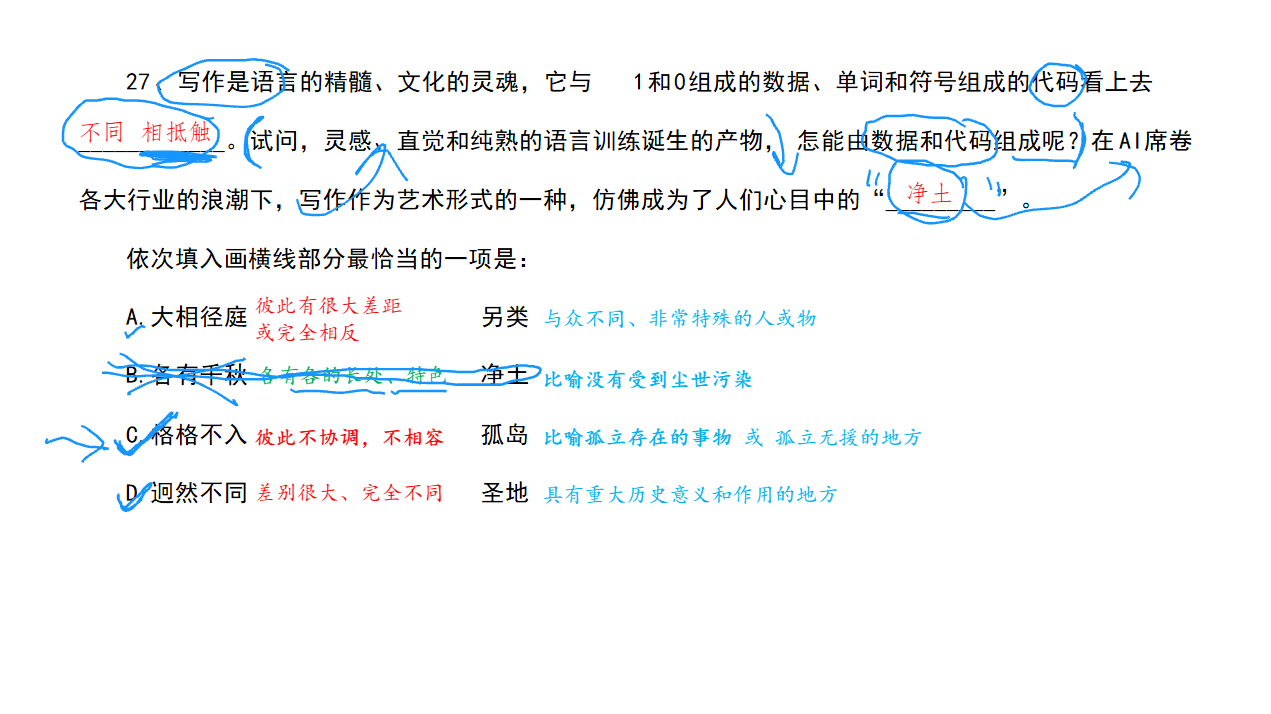 27、写作是语言的精髓、文化的灵魂，它与 1和0组成的数据、单词和符号组成的代码看上去
不同 相抵触
____________。试问，灵感、直觉和纯熟的语言训练诞生的产物，怎能由数据和代码组成呢？在AI席卷
各大行业的浪潮下，写作作为艺术形式的一种，仿佛成为了人们心目中的“净土”。
依次填入画横线部分最恰当的一项是：
A.大相径庭 彼此有很大差距 另类 与众不同、非常特殊的人或物
或完全相反
B.各有千秋 各有各的长处、特色 净土 比喻没有受到尘世污染
C.格格不入 彼此不协调，不相容 孤岛 比喻孤立存在的事物 或 孤立无援的地方
D.迥然不同 差别很大、完全不同 圣地 具有重大历史意义和作用的地方